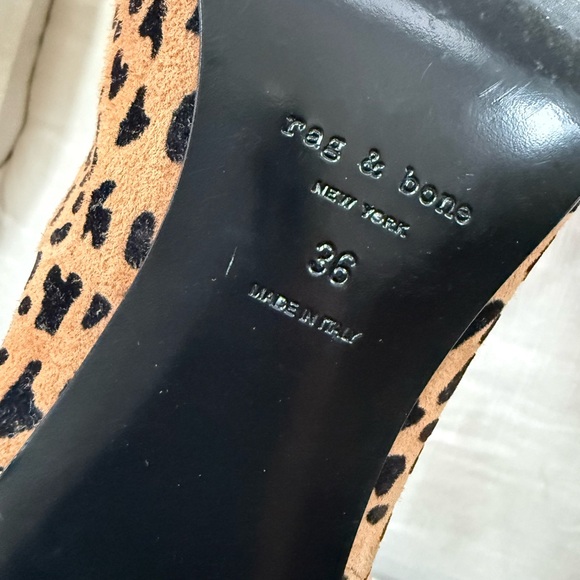 rag & bone
NEW YORK
36
MADE IN ITALY